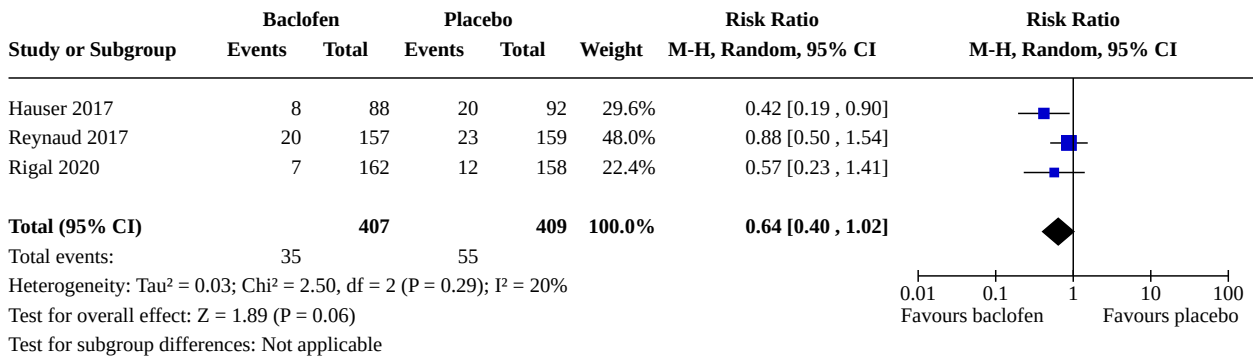 Baclofen Placebo Risk Ratio Risk Ratio
Study or Subgroup Events Total Events Total Weight M-H, Random, 95% CI M-H, Random, 95% CI
Hauser 2017 8 88 20 92 29.6% 0.42 [0.19 , 0.90]
Reynaud 2017 20 157 23 159 48.0% 0.88 [0.50 , 1.54]
Rigal 2020 7 162 12 158 22.4% 0.57 [0.23 , 1.41]
Total (95% CI) 407 409 100.0% 0.64 [0.40 , 1.02]
Total events: 35 55
Heterogeneity: Tau² = 0.03; Chi² = 2.50, df = 2 (P = 0.29); I² = 20%
Test for overall effect: Z = 1.89 (P = 0.06)
Test for subgroup differences: Not applicable
0.01 0.1 1 10 100
Favours baclofen Favours placebo